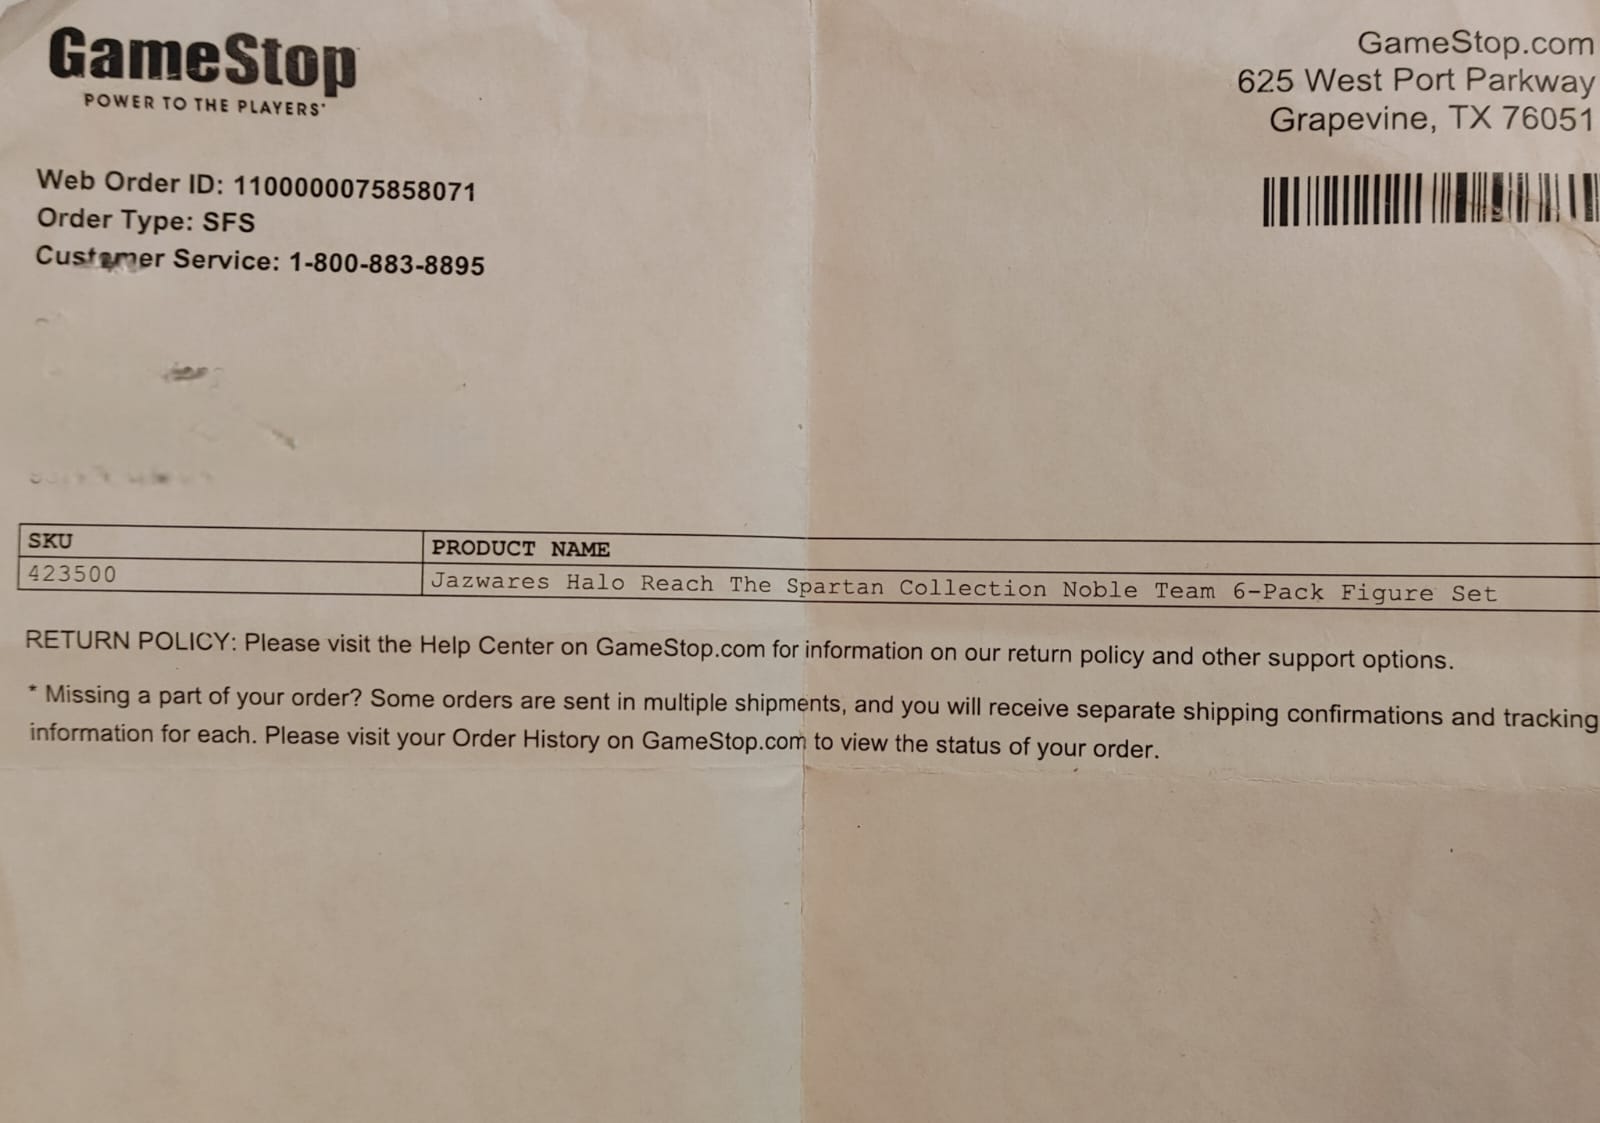 GameStop
POWER TO THE PLAYERS
GameStop.com
625 West Port Parkway
Grapevine, TX 76051
Web Order ID: 1100000075858071
Order Type: SFS
Customer Service: 1-800-883-8895
SKU PRODUCT NAME
423500 Jazwares Halo Reach The Spartan Collection Noble Team 6-Pack Figure Set
RETURN POLICY: Please visit the Help Center on GameStop.com for information on our return policy and other support options.
* Missing a part of your order? Some orders are sent in multiple shipments, and you will receive separate shipping confirmations and tracking
information for each. Please visit your Order History on GameStop.com to view the status of your order.